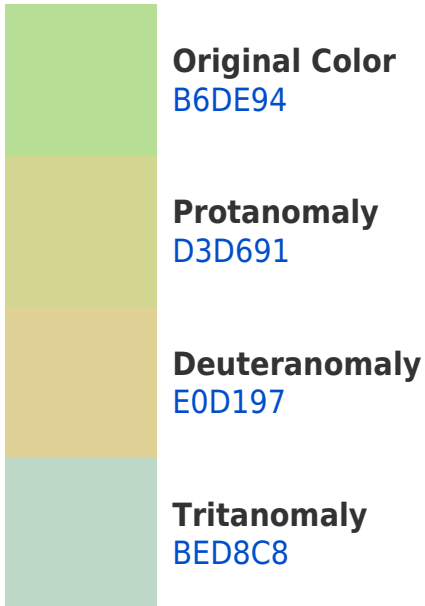 Original Color
B6DE94
Protanomaly
D3D691
Deuteranomaly
E0D197
Tritanomaly
BED8C8